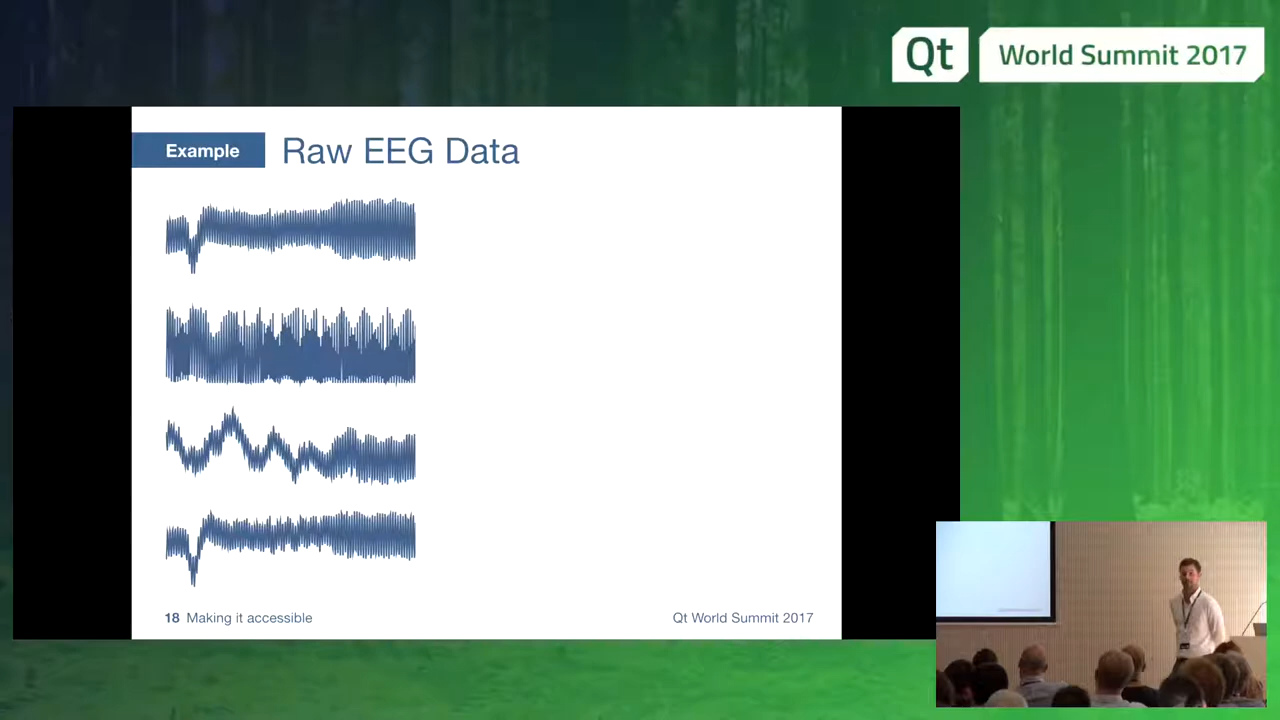 Qt World Summit 2017
Example Raw EEG Data
18 Making it accessible
Qt World Summit 2017